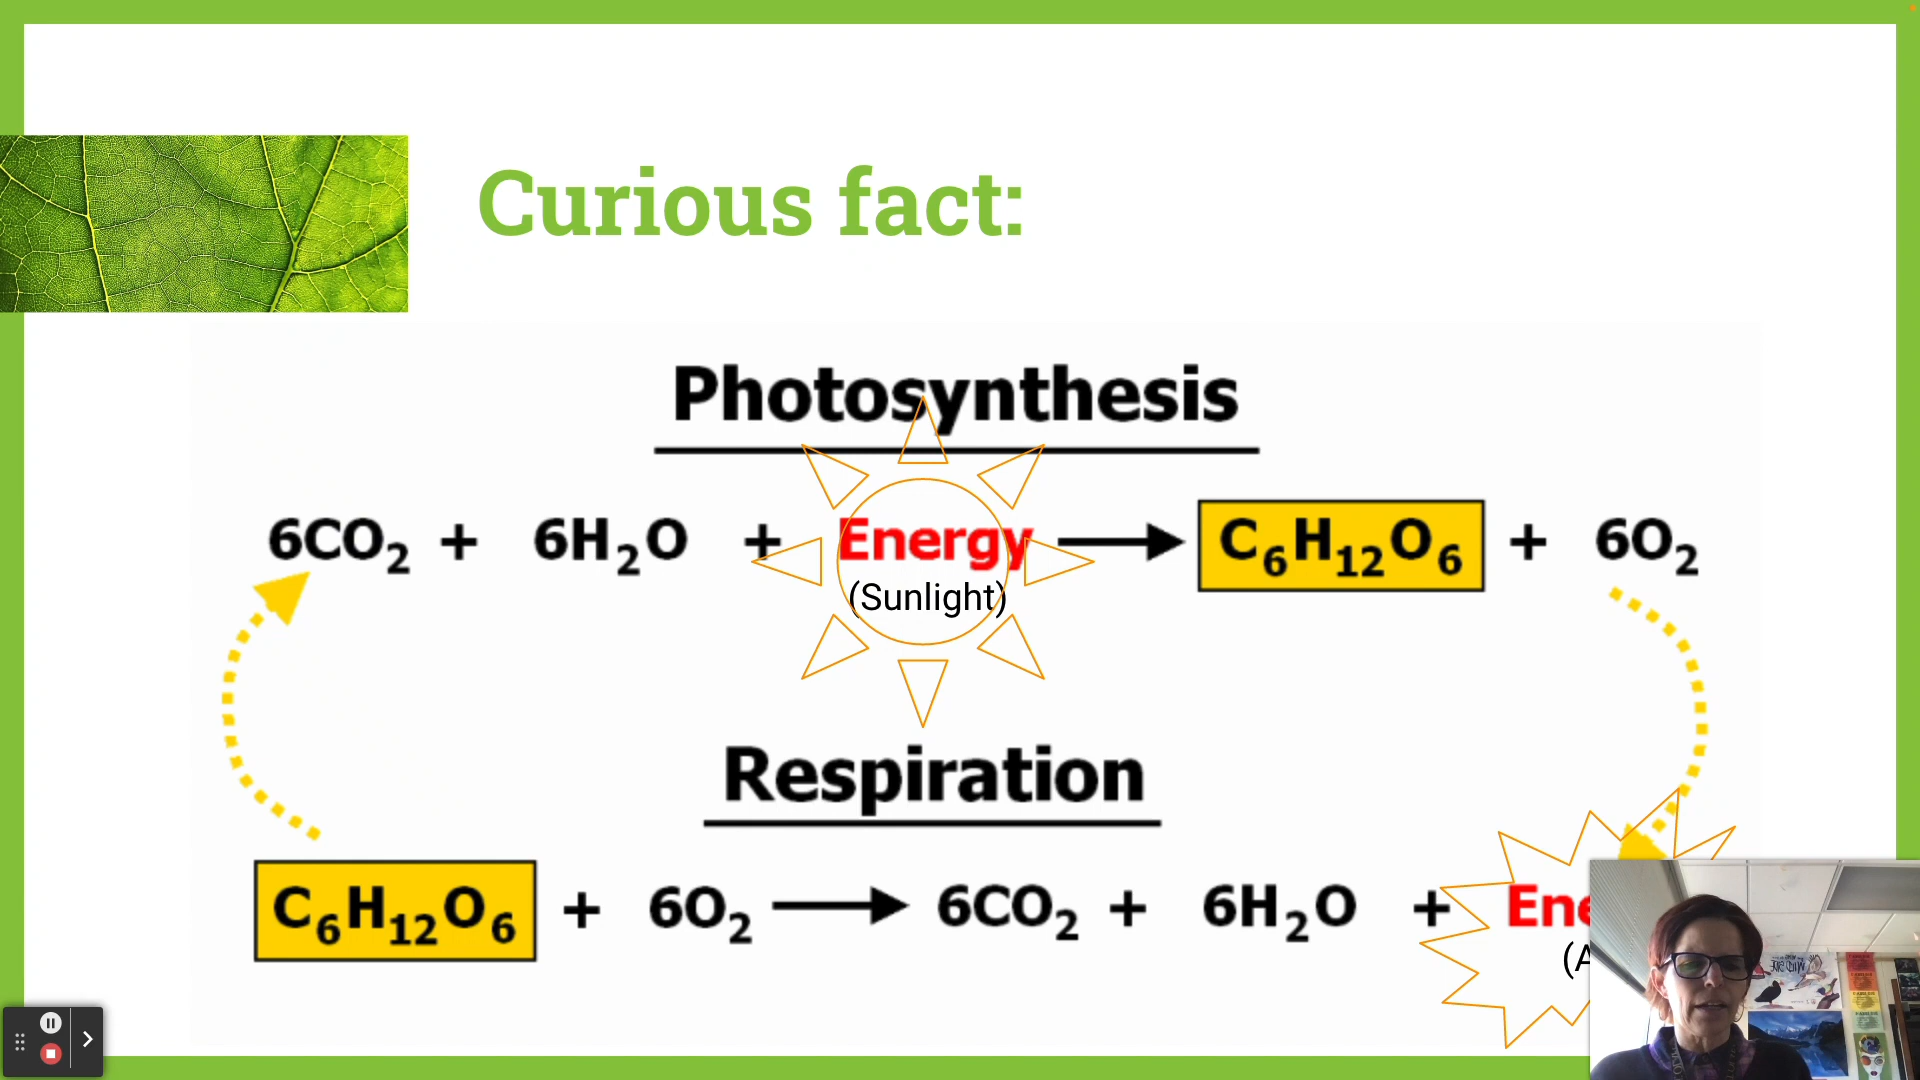 Curious fact:
Photosynthesis
6CO₂ + 6H₂O + Energy → C₆H₁₂O₆ + 6O₂
(Sunlight)
Respiration
C₆H₁₂O₆ + 6O₂ → 6CO₂ + 6H₂O + Ene
(A